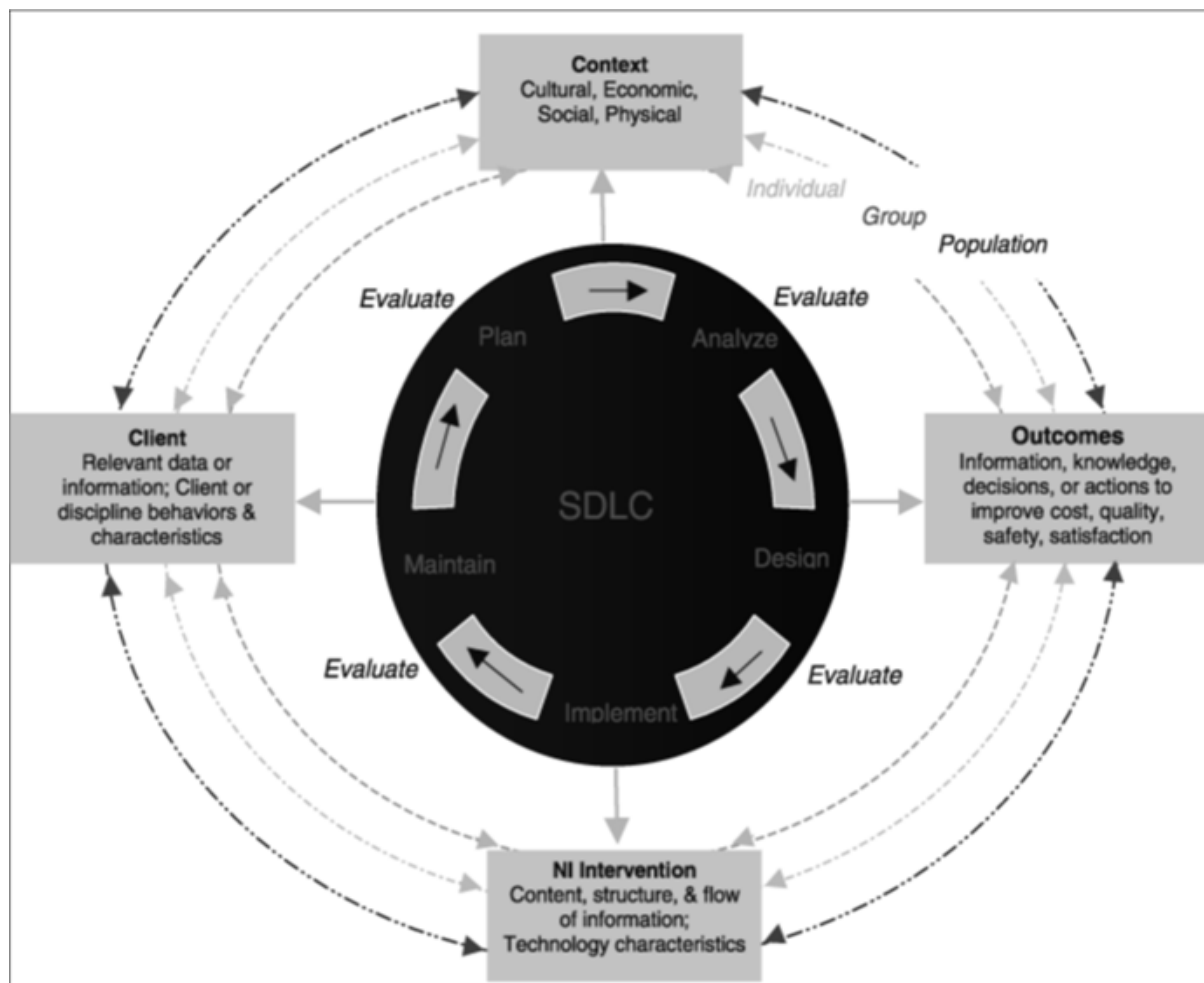 Context
Cultural, Economic,
Social, Physical
Individual
Group
Population
Evaluate
Evaluate
Plan
Analyze
Client
Relevant data or
information; Client or
discipline behaviors &
characteristics
SDLC
Outcomes
Information, knowledge,
decisions, or actions to
improve cost, quality,
safety, satisfaction
Maintain
Design
Evaluate
Evaluate
Implement
NI Intervention
Content, structure, & flow
of information;
Technology characteristics